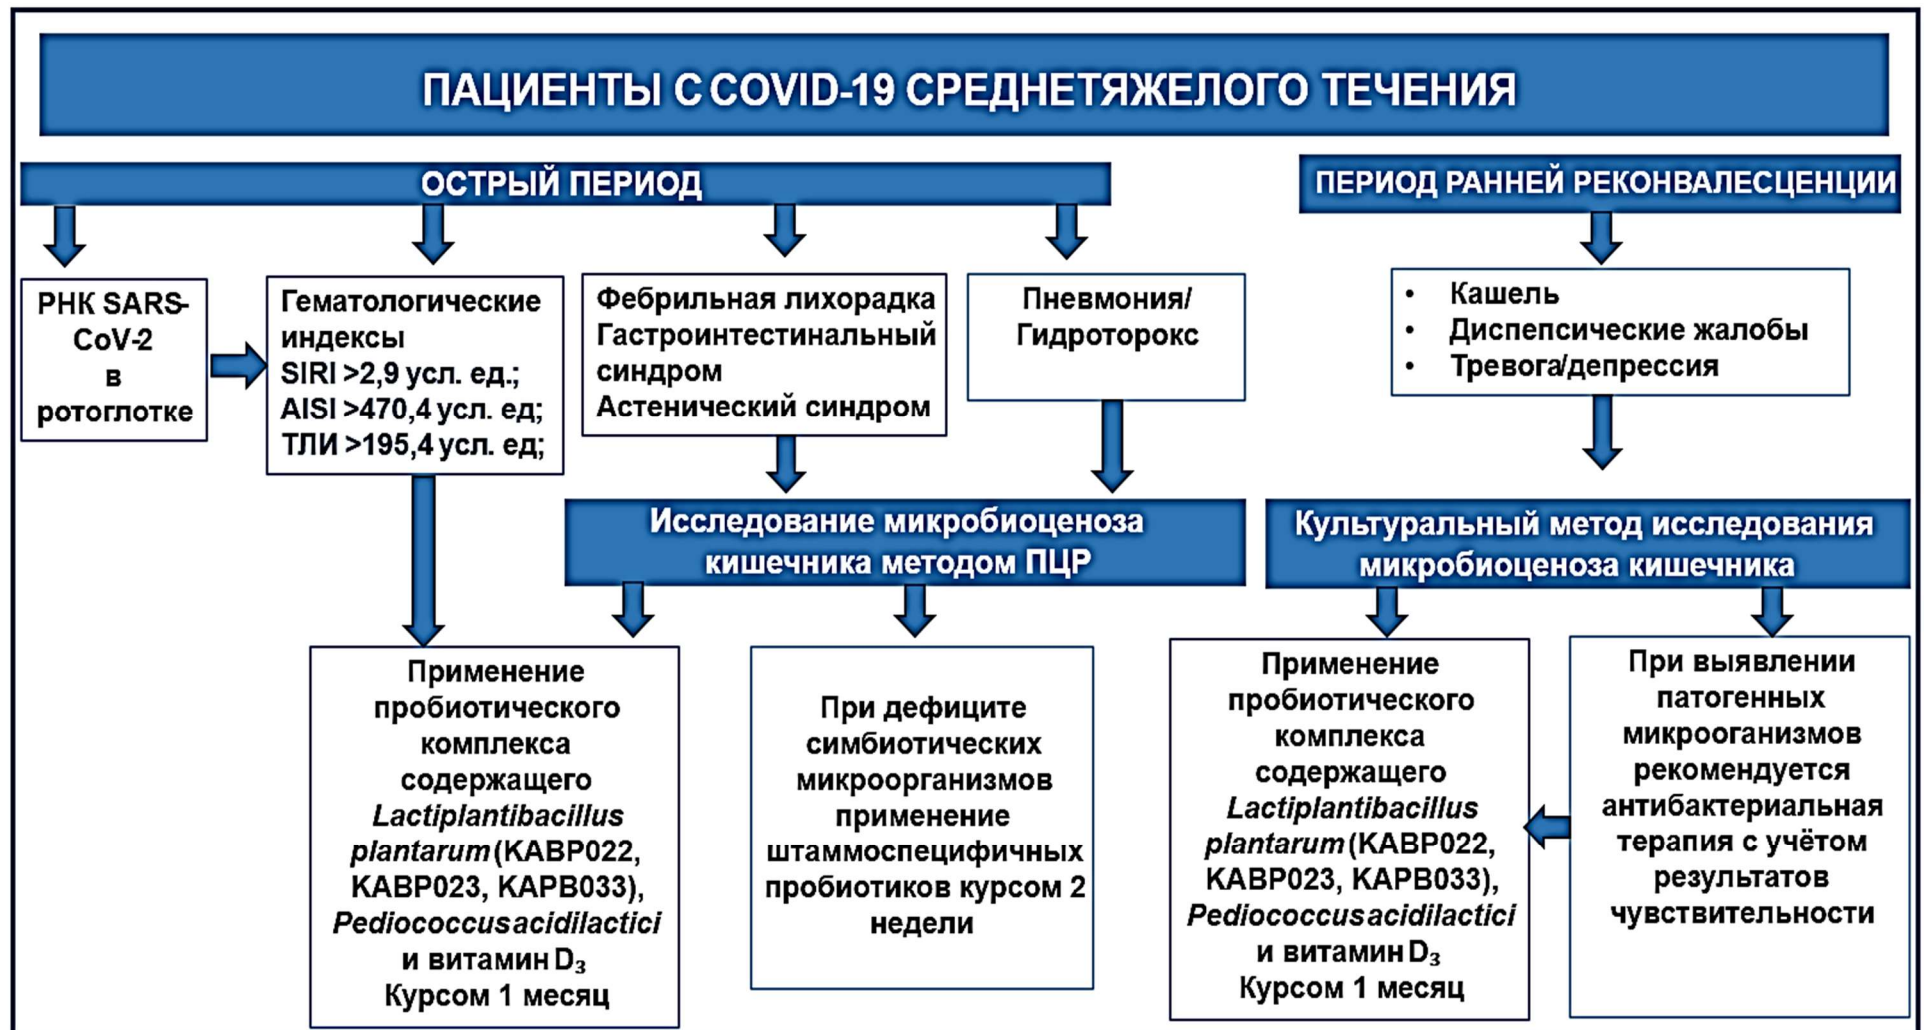 ПАЦИЕНТЫ С COVID-19 СРЕДНЕТЯЖЕЛОГО ТЕЧЕНИЯ
ОСТРЫЙ ПЕРИОД
ПЕРИОД РАННЕЙ РЕКОНВАЛЕСЦЕНЦИИ
РНК SARS-
CoV-2
в
ротоглотке
Гематологические
индексы
SIRI >2,9 усл. ед.;
AISI >470,4 усл. ед;
ТЛИ >195,4 усл. ед;
Фебрильная лихорадка
Гастроинтестинальный
синдром
Астенический синдром
Пневмония/
Гидроторокс
• Кашель
• Диспепсические жалобы
• Тревога/депрессия
Исследование микробиоценоза
кишечника методом ПЦР
Культуральный метод исследования
микробиоценоза кишечника
Применение
пробиотического
комплекса
содержащего
Lactiplantibacillus
plantarum (KABP022,
KABP023, KAPB033),
Pediococcus acidilactici
и витамин D₃
Курсом 1 месяц
При дефиците
симбиотических
микроорганизмов
применение
штаммоспецифичных
пробиотиков курсом 2
недели
Применение
пробиотического
комплекса
содержащего
Lactiplantibacillus
plantarum (KABP022,
KABP023, KAPB033),
Pediococcus acidilactici
и витамин D₃
Курсом 1 месяц
При выявлении
патогенных
микрооганизмов
рекомендуется
антибактериальная
терапия с учётом
результатов
чувствительности